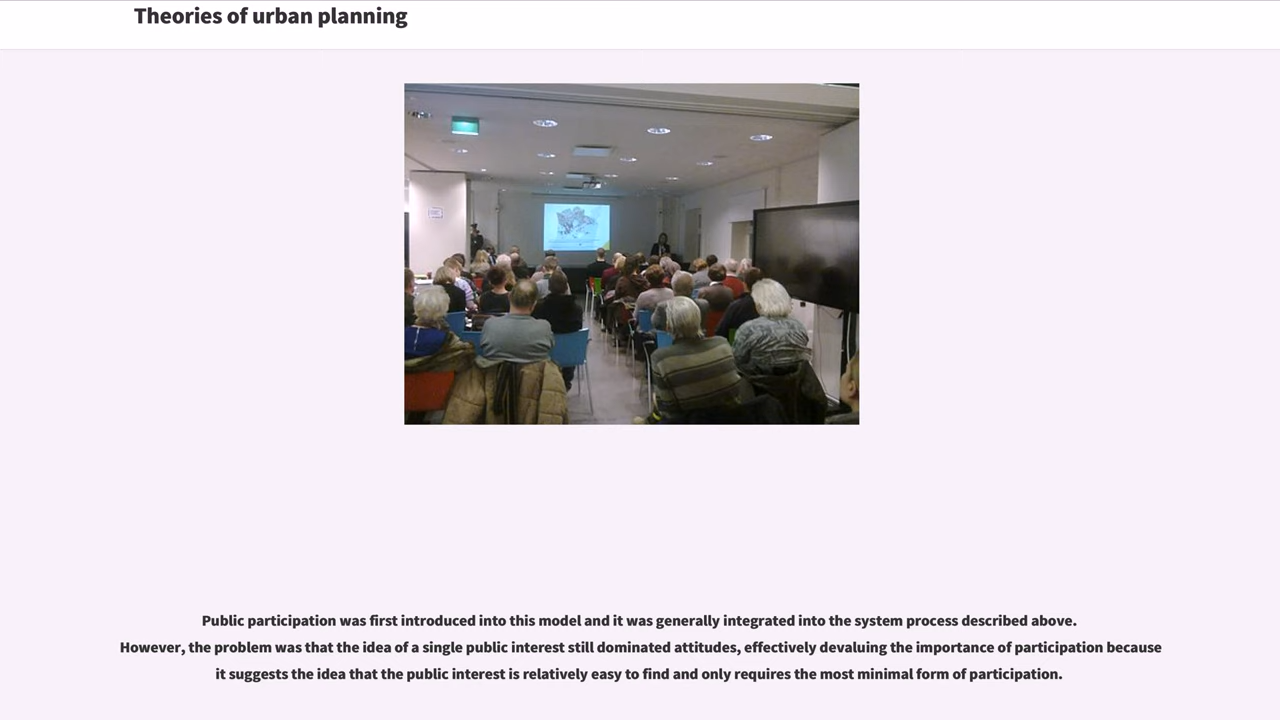 Theories of urban planning
Public participation was first introduced into this model and it was generally integrated into the system process described above.
However, the problem was that the idea of a single public interest still dominated attitudes, effectively devaluing the importance of participation because
it suggests the idea that the public interest is relatively easy to find and only requires the most minimal form of participation.